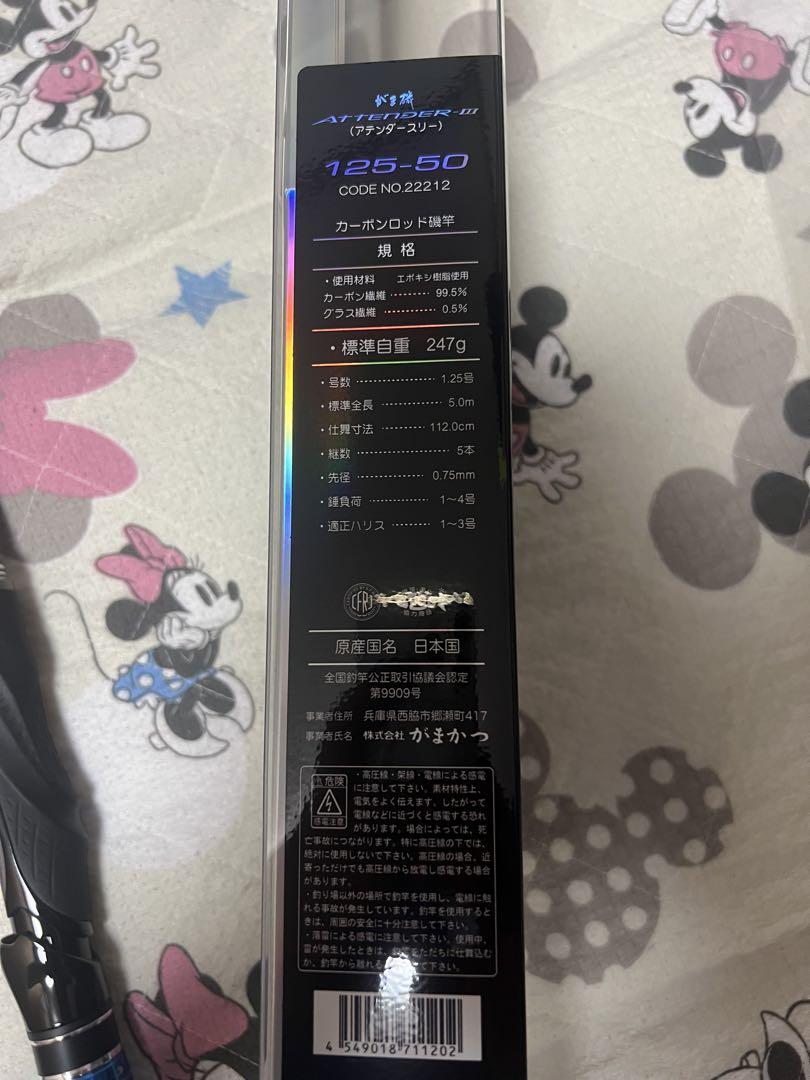 がま磯
ATTENDER-III
(アテンダースリー)
125-50
CODE NO.22212
カーボンロッド磯竿
規格
・使用材料 エポキシ樹脂使用
カーボン繊維 ········ 99.5%
グラス繊維 ········ 0.5%
・標準自重 247g
・号数 ········ 1.25号
・標準全長 ········ 5.0m
・仕舞寸法 ········ 112.0cm
・継数 ········ 5本
・先径 ········ 0.75mm
・錘負荷 ········ 1〜4号
・適正ハリス ········ 1〜3号
CFRJ
原産国名 日本国
全国釣竿公正取引協議会認定
第9909号
事業者住所 兵庫県西脇市郷瀬町417
事業者氏名 株式会社 がまかつ
危険
感電注意
・高圧線・架線・電線による感電
に注意して下さい。素材特性上、
電気をよく伝えます。したがって
電線などに近づくと感電する恐れ
があります。場合によっては、死
亡事故につながります。特に高圧線の下では、
絶対に使用しないで下さい。高圧線の場合、近
寄っただけでも高圧線から放電し感電する場合
があります。
・釣り場以外の場所で釣竿を使用し、電線に触
れる事故が発生しています。釣竿を使用すると
きは、周囲の安全に十分注意して下さい。
・落雷による感電に注意して下さい。使用中、
雷が発生したときは、をただちに仕舞込む
か、釣竿から離れて下さい。
4 549018 711202